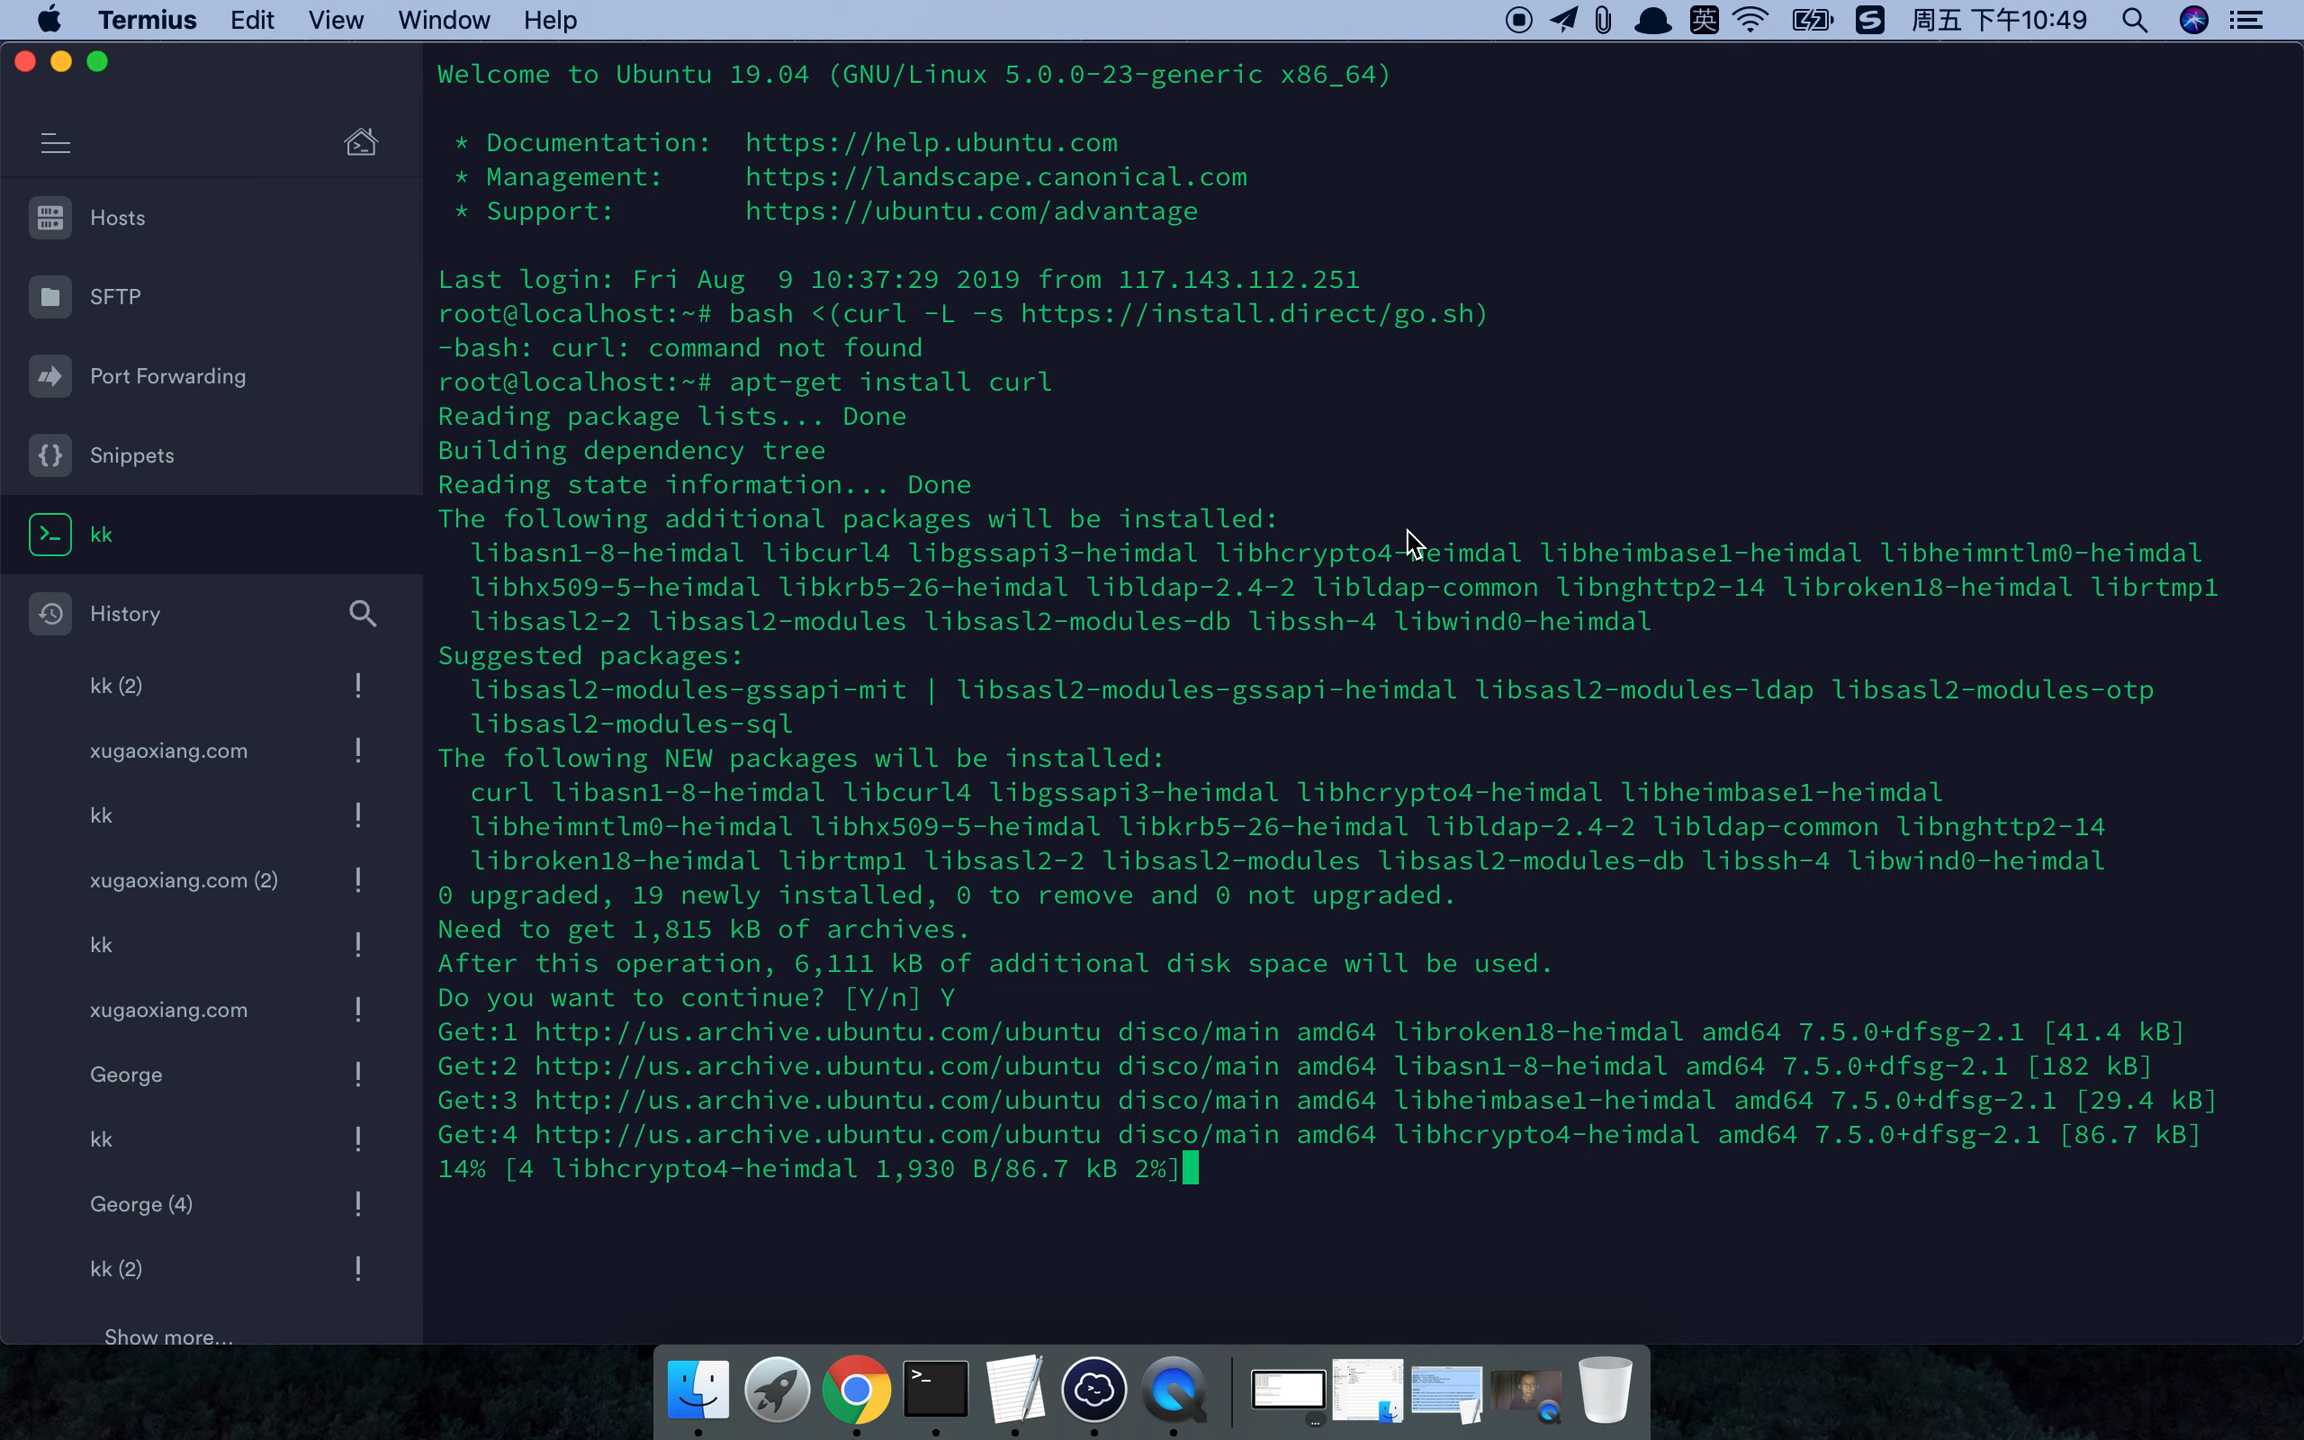 Termius Edit View Window Help 英 周五 下午10:49
Hosts
SFTP
Port Forwarding
Snippets
kk
History
kk (2) !
xugaoxiang.com !
kk !
xugaoxiang.com (2) !
kk !
xugaoxiang.com !
George !
kk !
George (4) !
kk (2) !
Show more...
Welcome to Ubuntu 19.04 (GNU/Linux 5.0.0-23-generic x86_64)
* Documentation: https://help.ubuntu.com
* Management: https://landscape.canonical.com
* Support: https://ubuntu.com/advantage
Last login: Fri Aug  9 10:37:29 2019 from 117.143.112.251
root@localhost:~# bash <(curl -L -s https://install.direct/go.sh)
-bash: curl: command not found
root@localhost:~# apt-get install curl
Reading package lists... Done
Building dependency tree
Reading state information... Done
The following additional packages will be installed:
libasn1-8-heimdal libcurl4 libgssapi3-heimdal libhcrypto4-heimdal libheimbase1-heimdal libheimntlm0-heimdal
libhx509-5-heimdal libkrb5-26-heimdal libldap-2.4-2 libldap-common libnghttp2-14 libroken18-heimdal librtmp1
libsasl2-2 libsasl2-modules libsasl2-modules-db libssh-4 libwind0-heimdal
Suggested packages:
libsasl2-modules-gssapi-mit | libsasl2-modules-gssapi-heimdal libsasl2-modules-ldap libsasl2-modules-otp
libsasl2-modules-sql
The following NEW packages will be installed:
curl libasn1-8-heimdal libcurl4 libgssapi3-heimdal libhcrypto4-heimdal libheimbase1-heimdal
libheimntlm0-heimdal libhx509-5-heimdal libkrb5-26-heimdal libldap-2.4-2 libldap-common libnghttp2-14
libroken18-heimdal librtmp1 libsasl2-2 libsasl2-modules libsasl2-modules-db libssh-4 libwind0-heimdal
0 upgraded, 19 newly installed, 0 to remove and 0 not upgraded.
Need to get 1,815 kB of archives.
After this operation, 6,111 kB of additional disk space will be used.
Do you want to continue? [Y/n] Y
Get:1 http://us.archive.ubuntu.com/ubuntu disco/main amd64 libroken18-heimdal amd64 7.5.0+dfsg-2.1 [41.4 kB]
Get:2 http://us.archive.ubuntu.com/ubuntu disco/main amd64 libasn1-8-heimdal amd64 7.5.0+dfsg-2.1 [182 kB]
Get:3 http://us.archive.ubuntu.com/ubuntu disco/main amd64 libheimbase1-heimdal amd64 7.5.0+dfsg-2.1 [29.4 kB]
Get:4 http://us.archive.ubuntu.com/ubuntu disco/main amd64 libhcrypto4-heimdal amd64 7.5.0+dfsg-2.1 [86.7 kB]
14% [4 libhcrypto4-heimdal 1,930 B/86.7 kB 2%]